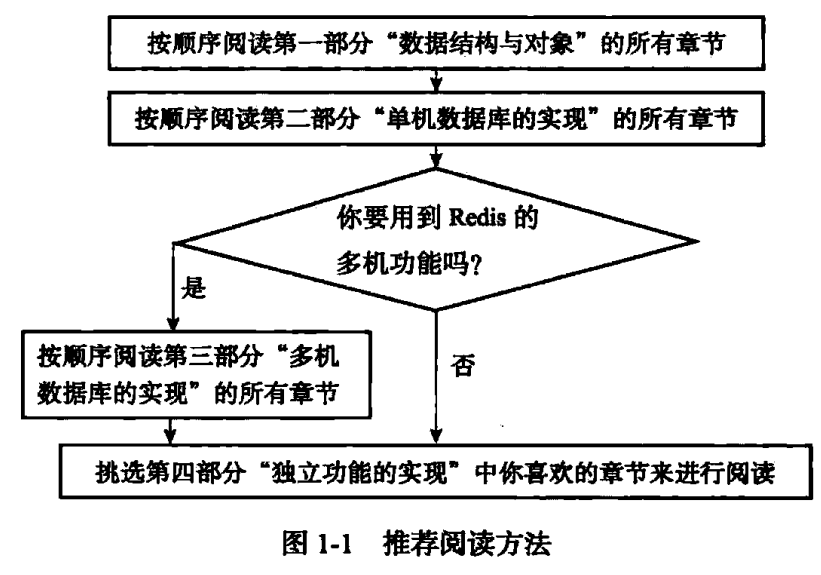 按顺序阅读第一部分“数据结构与对象”的所有章节
按顺序阅读第二部分“单机数据库的实现”的所有章节
你要用到 Redis 的
多机功能吗？
是
按顺序阅读第三部分“多机
数据库的实现”的所有章节
否
挑选第四部分“独立功能的实现”中你喜欢的章节来进行阅读
图 1-1 推荐阅读方法